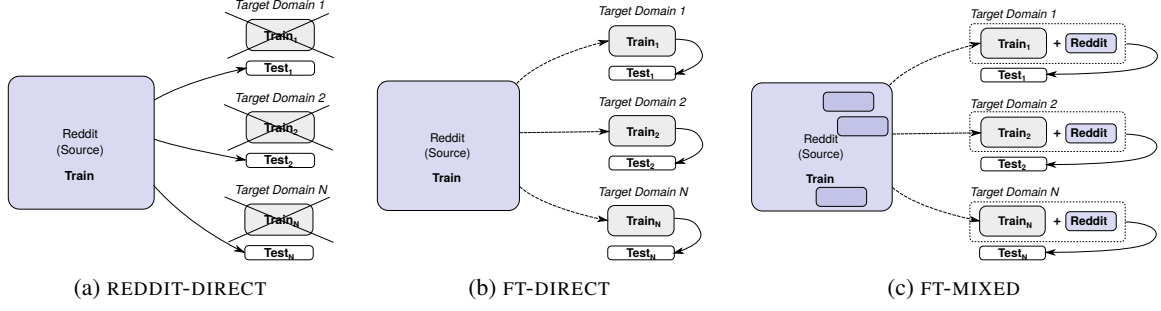 Target Domain 1
Train1
Test1
Target Domain 2
Train2
Test2
Target Domain N
TrainN
TestN
Reddit
(Source)
Train
(a) REDDIT-DIRECT
Target Domain 1
Train1
Test1
Target Domain 2
Train2
Test2
Target Domain N
TrainN
TestN
Reddit
(Source)
Train
(b) FT-DIRECT
Target Domain 1
Train1 + Reddit
Test1
Target Domain 2
Train2 + Reddit
Test2
Target Domain N
TrainN + Reddit
TestN
Reddit
(Source)
Train
(c) FT-MIXED